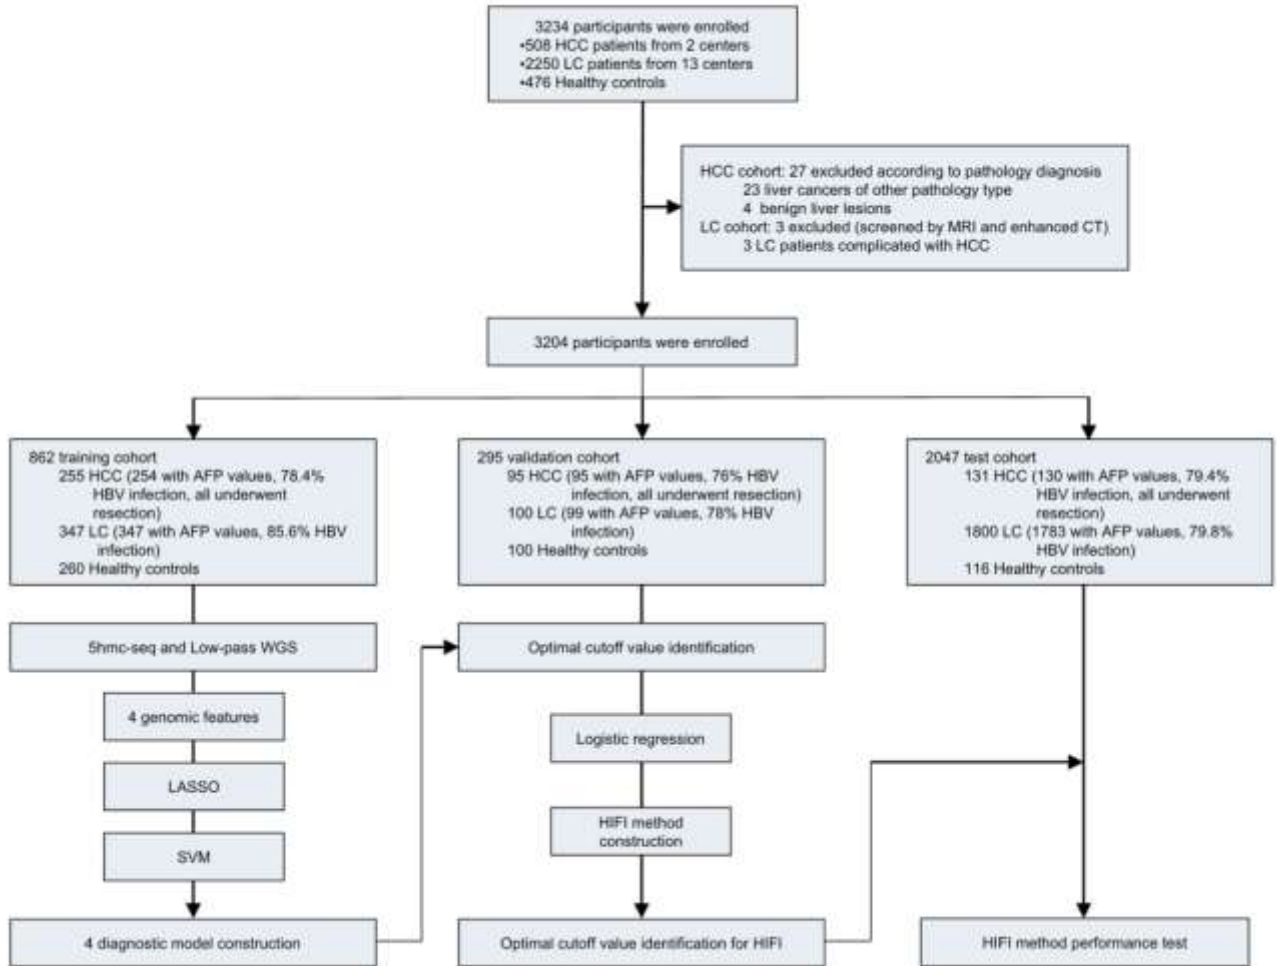 3234 participants were enrolled
•508 HCC patients from 2 centers
•2250 LC patients from 13 centers
•476 Healthy controls
HCC cohort: 27 excluded according to pathology diagnosis
23 liver cancers of other pathology type
4 benign liver lesions
LC cohort: 3 excluded (screened by MRI and enhanced CT)
3 LC patients complicated with HCC
3204 participants were enrolled
862 training cohort
255 HCC (254 with AFP values, 78.4%
HBV infection, all underwent
resection)
347 LC (347 with AFP values, 85.6% HBV
infection)
260 Healthy controls
295 validation cohort
95 HCC (95 with AFP values, 76% HBV
infection, all underwent resection)
100 LC (99 with AFP values, 78% HBV
infection)
100 Healthy controls
2047 test cohort
131 HCC (130 with AFP values, 79.4%
HBV infection, all underwent
resection)
1800 LC (1783 with AFP values, 79.8%
HBV infection)
116 Healthy controls
5hmc-seq and Low-pass WGS
4 genomic features
LASSO
SVM
4 diagnostic model construction
Optimal cutoff value identification
Logistic regression
HIFI method
construction
Optimal cutoff value identification for HIFI
HIFI method performance test